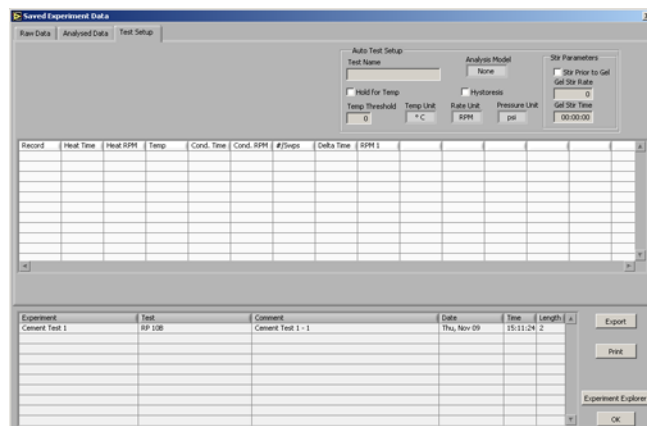 Saved Experiment Data
Raw Data Analysed Data Test Setup
Auto Test Setup
Test Name
Analysis Model
None
Stir Parameters
Stir Prior to Gel
Gel Stir Rate
0
Hold for Temp
Hystoresis
Temp Threshold Temp Unit Rate Unit Pressure Unit
Gel Stir Time
0 ° C RPM psi
00:00:00
Record Heat Time Heat RPM Temp Cond. Time Cond. RPM #/Swps Delta Time RPM 1
Experiment Test Comment Date Time Length
Cement Test 1 RP 10B Cement Test 1 - 1 Thu, Nov 09 15:11:24 2
Export
Print
Experiment Explorer
OK